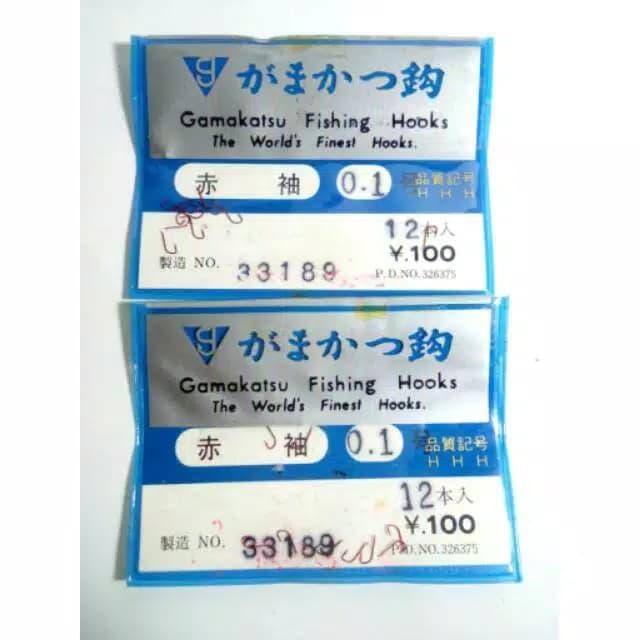 がまかつ鈎
Gamakatsu Fishing Hooks
The World's Finest Hooks.
赤 袖 0.1 号 品質記号
H H H
12本入
¥.100
製造 NO. 33189 P.D.NO.326375
がまかつ鈎
Gamakatsu Fishing Hooks
The World's Finest Hooks.
赤 袖 0.1 号 品質記号
H H H
12本入
¥.100
製造 NO. 33189 P.D.NO.326375